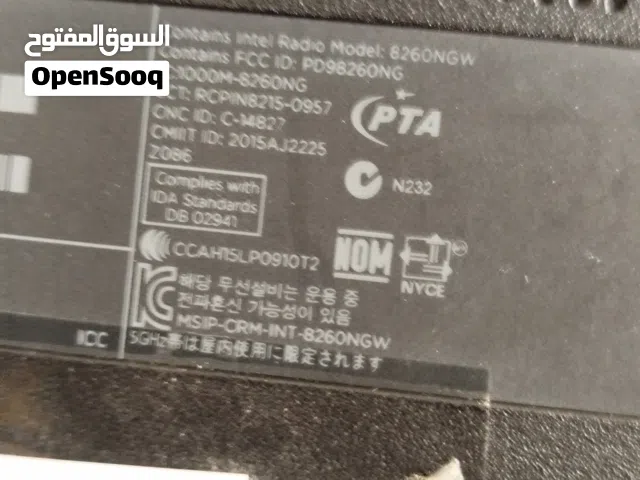 السوق المفتوح
OpenSooq
Contains Intel Radio Model: 8260NGW
Contains FCC ID: PD98260NG
1000M-8260NG
CT: RCPIN8215-0957
CNC ID: C-14827
CMIIT ID: 2015AJ2225
Z086
PTA
N232
Complies with
IDA Standards
DB 02941
CCAH15LP0910T2
NOM
NYCE
해당 무선설비는 운용 중
전파혼신 가능성이 있음
MSIP-CRM-INT-8260NGW
5GHz帯は屋内使用に限定されます